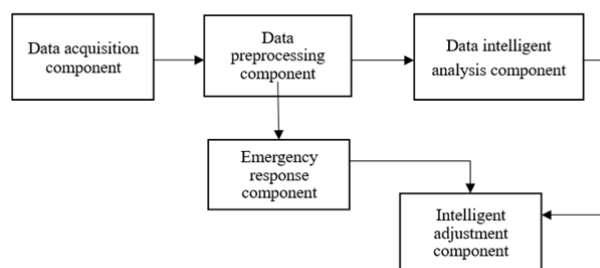 Data acquisition
component
Data
preprocessing
component
Data intelligent
analysis component
Emergency
response
component
Intelligent
adjustment
component